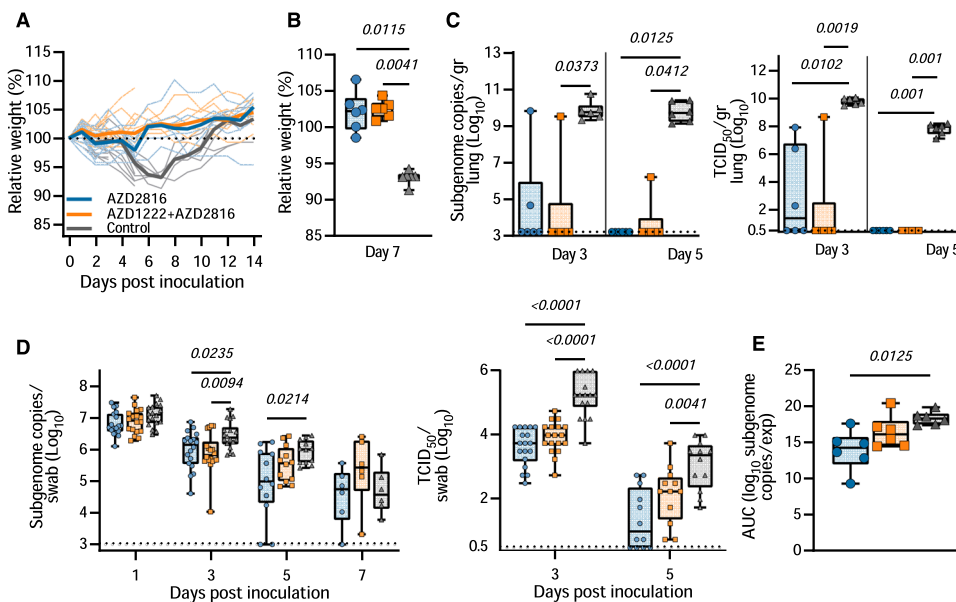 A
Relative weight (%)
115
110
105
100
95
90
85
AZD2816
AZD1222+AZD2816
Control
0 2 4 6 8 10 12 14
Days post inoculation
B
0.0115
0.0041
Relative weight (%)
110
105
100
95
90
85
Day 7
C
0.0125
0.0373
0.0412
Subgenome copies/gr
lung (Log10)
13
11
9
7
5
3
Day 3 Day 5
0.0019
0.0102
0.001
0.001
TCID50/gr
lung (Log10)
12
10
8
6
4
2
0.5
Day 3 Day 5
D
0.0235
0.0094
0.0214
Subgenome copies/
swab (Log10)
7
6
5
4
3
1 3 5 7
Days post inoculation
<0.0001
<0.0001
<0.0001
0.0041
TCID50/
swab (Log10)
6
4
2
0.5
3 5
Days post inoculation
E
0.0125
AUC (log10 subgenome
copies/exp)
25
20
15
10
5
0